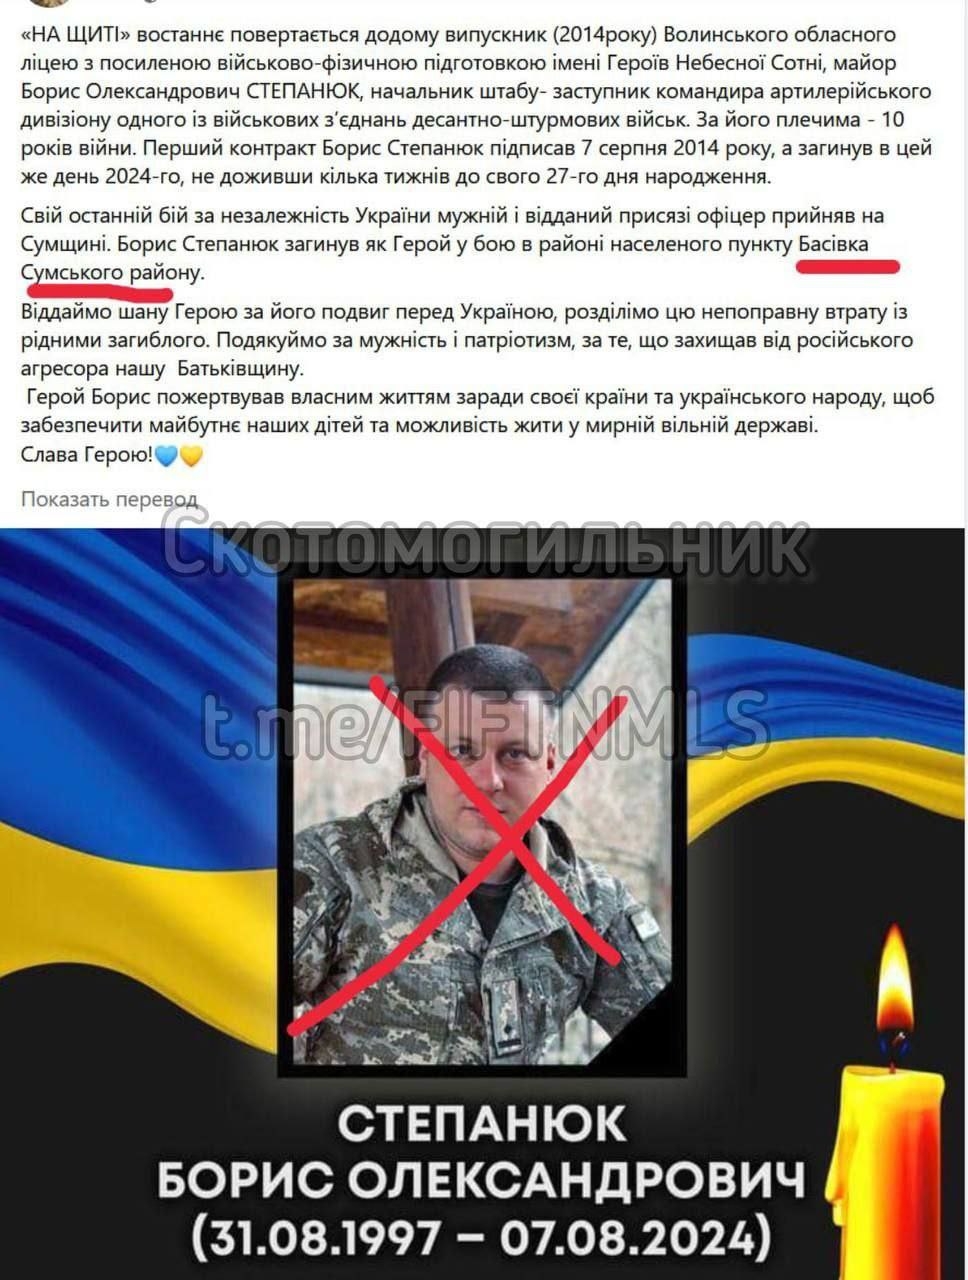 «НА ЩИТІ» востаннє повертається додому випускник (2014року) Волинського обласного
ліцею з посиленою військово-фізичною підготовкою імені Героїв Небесної Сотні, майор
Борис Олександрович СТЕПАНЮК, начальник штабу- заступник командира артилерійського
дивізіону одного із військових з’єднань десантно-штурмових військ. За його плечима - 10
років війни. Перший контракт Борис Степанюк підписав 7 серпня 2014 року, а загинув в цей
же день 2024-го, не доживши кілька тижнів до свого 27-го дня народження.
Свій останній бій за незалежність України мужній і відданий присязі офіцер прийняв на
Сумщині. Борис Степанюк загинув як Герой у бою в районі населеного пункту Басівка
Сумського району.
Віддаймо шану Герою за його подвиг перед Україною, розділімо цю непоправну втрату із
рідними загиблого. Подякуймо за мужність і патріотизм, за те, що захищав від російського
агресора нашу Батьківщину.
Герой Борис пожертвував власним життям заради своєї країни та українського народу, щоб
забезпечити майбутнє наших дітей та можливість жити у мирній вільній державі.
Слава Герою!💙💛
Показать перевод
Скотомогильник
СТЕПАНЮК
БОРИС ОЛЕКСАНДРОВИЧ
(31.08.1997 – 07.08.2024)